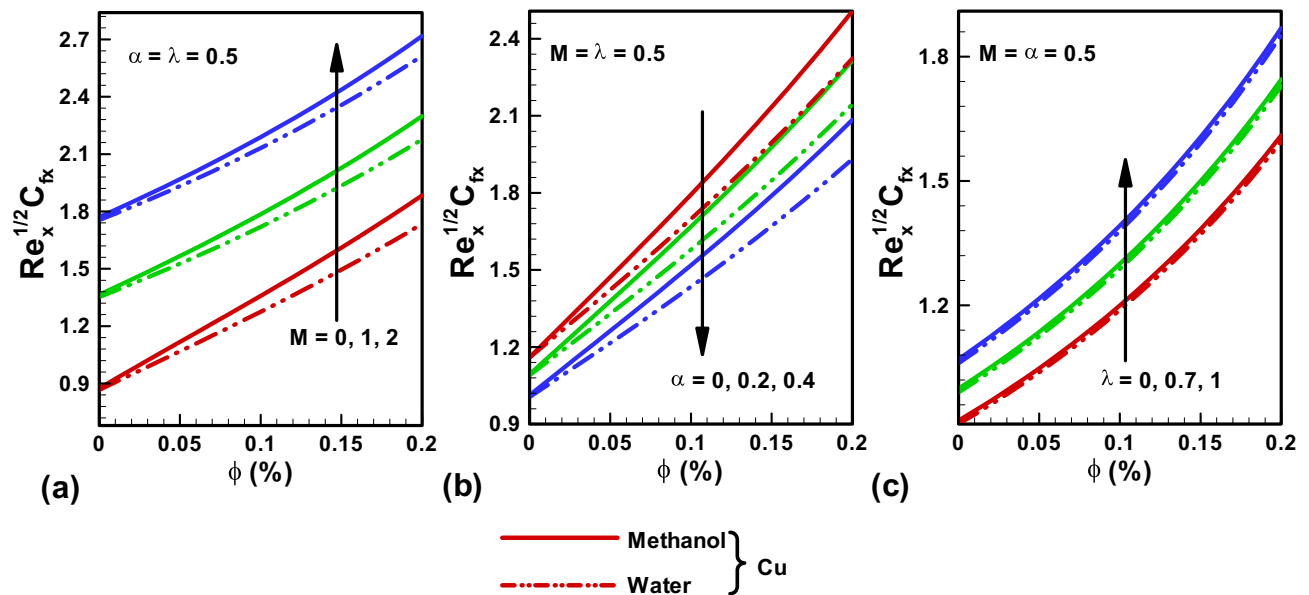 2.7
2.4
2.1
1.8
1.5
1.2
0.9
Re_x^1/2 C_fx
α = λ = 0.5
M = 0, 1, 2
0 0.05 0.1 0.15 0.2
ϕ (%)
(a)
2.4
2.1
1.8
1.5
1.2
0.9
Re_x^1/2 C_fx
M = λ = 0.5
α = 0, 0.2, 0.4
0 0.05 0.1 0.15 0.2
ϕ (%)
(b)
1.8
1.5
1.2
Re_x^1/2 C_fx
M = α = 0.5
λ = 0, 0.7, 1
0 0.05 0.1 0.15 0.2
ϕ (%)
(c)
Methanol
Water
Cu